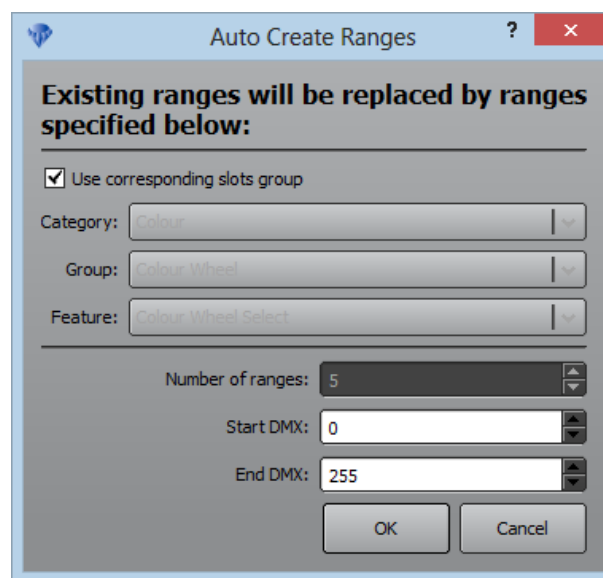 Auto Create Ranges ?
Existing ranges will be replaced by ranges
specified below:
Use corresponding slots group
Category: Colour
Group: Colour Wheel
Feature: Colour Wheel Select
Number of ranges: 5
Start DMX: 0
End DMX: 255
OK Cancel